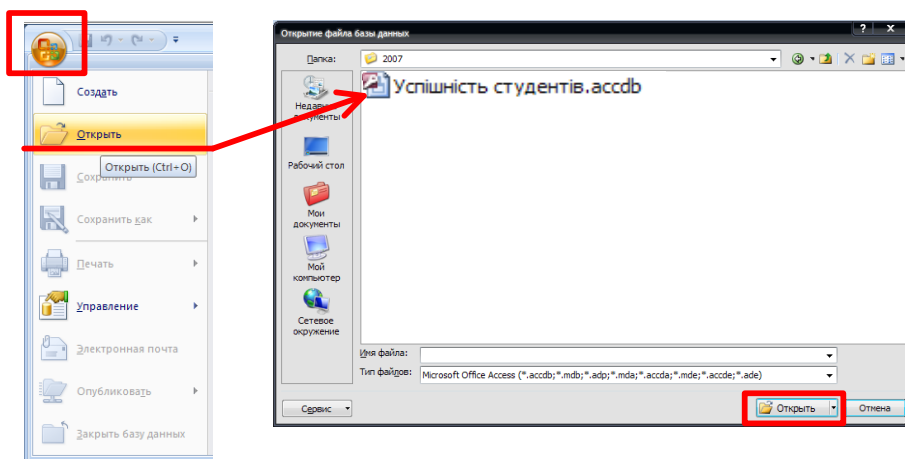 Создать
Открыть
Открыть (Ctrl+O)
Сохранить
Сохранить как
Печать
Управление
Электронная почта
Опубликовать
Закрыть базу данных
Открытие файла базы данных
Папка:
2007
Успішність студентів.accdb
Недавние документы
Рабочий стол
Мои
документы
Мой
компьютер
Сетевое
окружение
Имя файла:
Тип файлов:
Microsoft Office Access (*.accdb;*.mdb;*.adp;*.mda;*.accda;*.mde;*.accde;*.ade)
Сервис
Открыть
Отмена